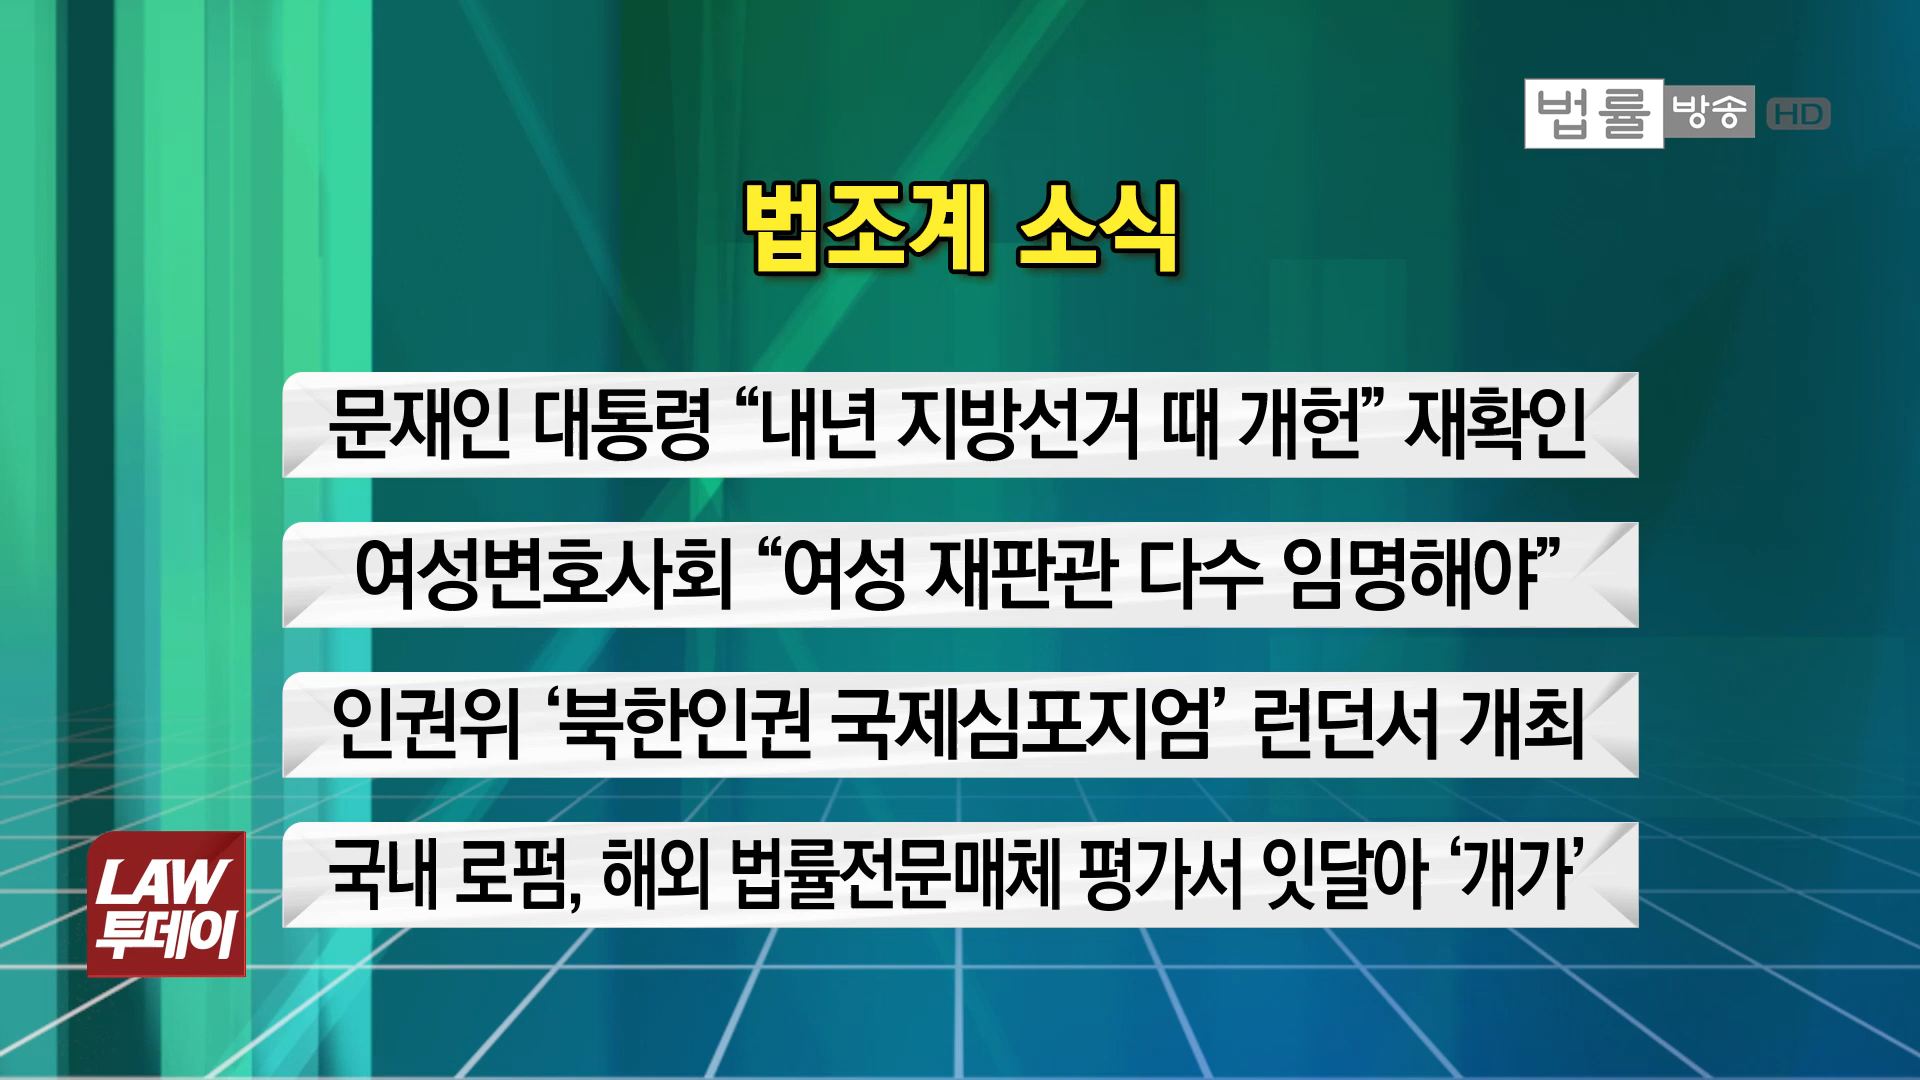 법률방송 HD
법조계 소식
문재인 대통령 “내년 지방선거 때 개헌” 재확인
여성변호사회 “여성 재판관 다수 임명해야”
인권위 ‘북한인권 국제심포지엄’ 런던서 개최
국내 로펌, 해외 법률전문매체 평가서 잇달아 ‘개가’
LAW
투데이